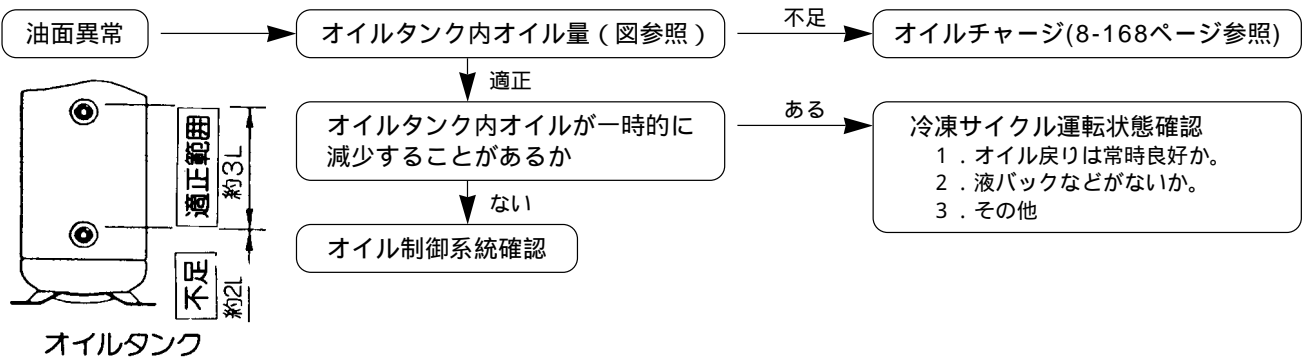 油面異常
オイルタンク内オイル量（図参照）
不足
オイルチャージ(8-168ページ参照)
適正
オイルタンク内オイルが一時的に
減少することがあるか
ある
冷凍サイクル運転状態確認
1．オイル戻りは常時良好か。
2．液バックなどがないか。
3．その他
ない
オイル制御系統確認
適正範囲
約3L
不足
約2L
オイルタンク